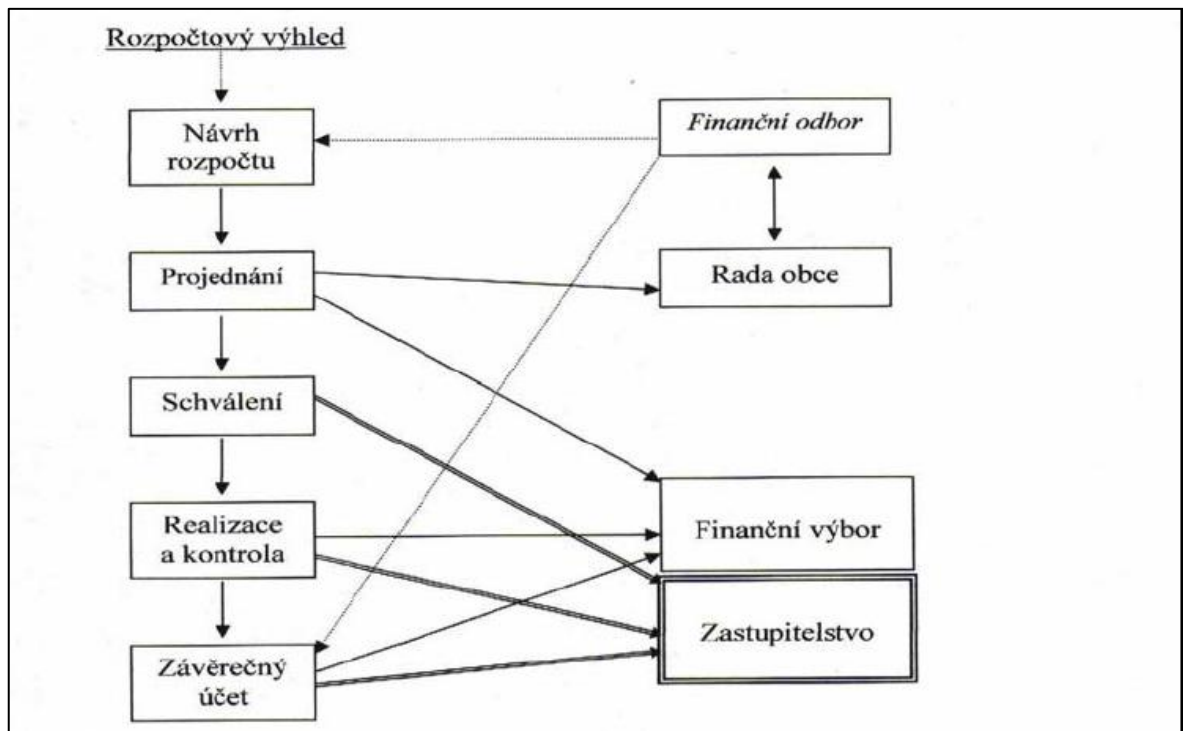 Rozpočtový výhled
Návrh
rozpočtu
Finanční odbor
Projednání
Rada obce
Schválení
Realizace
a kontrola
Finanční výbor
Zastupitelstvo
Závěrečný
účet